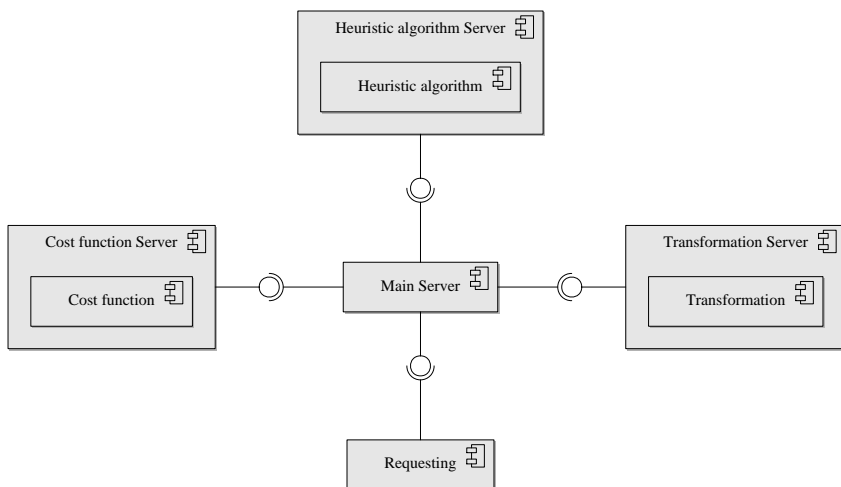 Heuristic algorithm Server
Heuristic algorithm
Cost function Server
Cost function
Main Server
Transformation Server
Transformation
Requesting